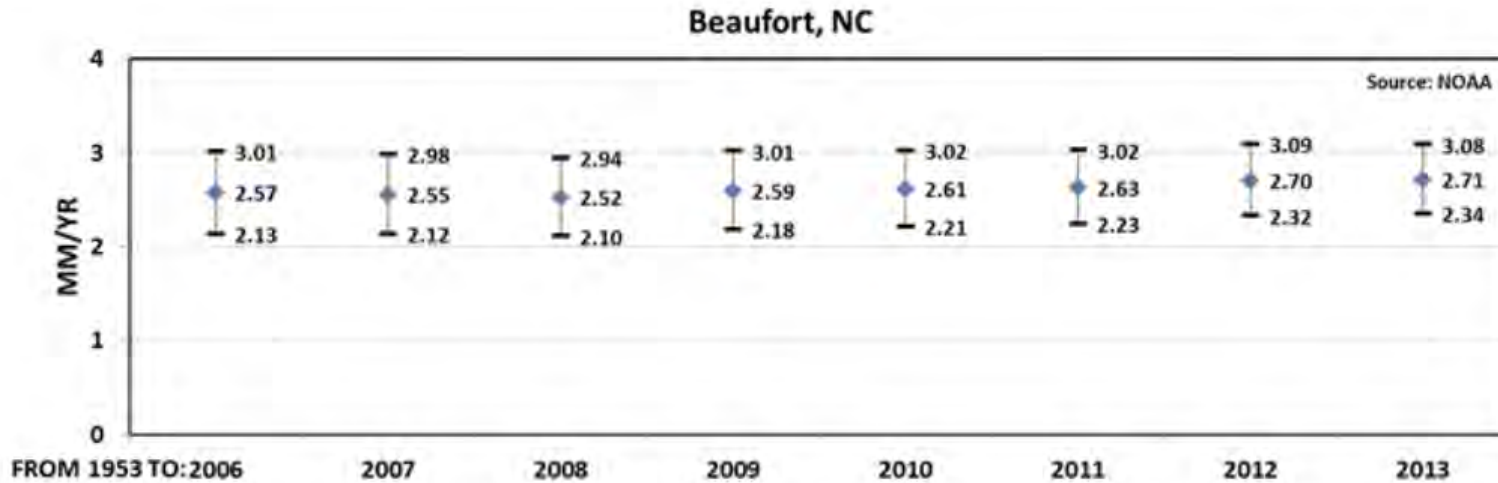 Beaufort, NC
4
Source: NOAA
3
3.01 2.98 2.94 3.01 3.02 3.02 3.09 3.08
2.57 2.55 2.52 2.59 2.61 2.63 2.70 2.71
2.13 2.12 2.10 2.18 2.21 2.23 2.32 2.34
2
MM/YR
1
0
FROM 1953 TO:2006 2007 2008 2009 2010 2011 2012 2013